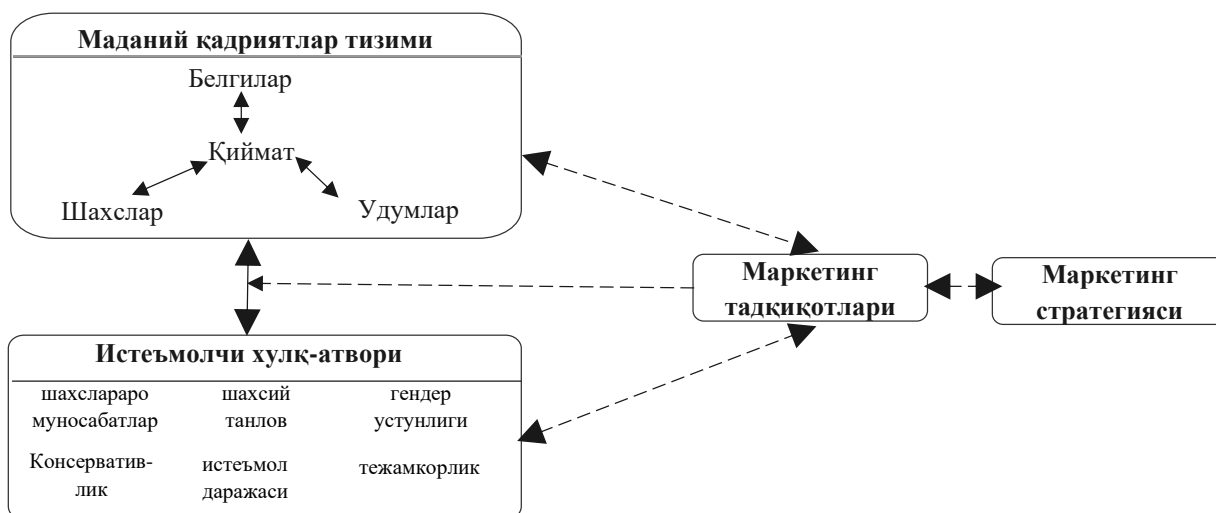 Маданий қадриятлар тизими
Белгилар
Қиймат
Шахслар
Удумлар
Маркетинг
тадқиқотлари
Маркетинг
стратегияси
Истеъмолчи хулқ-атвори
шахслараро
муносабатлар
шахсий
танлов
гендер
устунлиги
Консерватив-
лик
истеъмол
даражаси
тежамкорлик